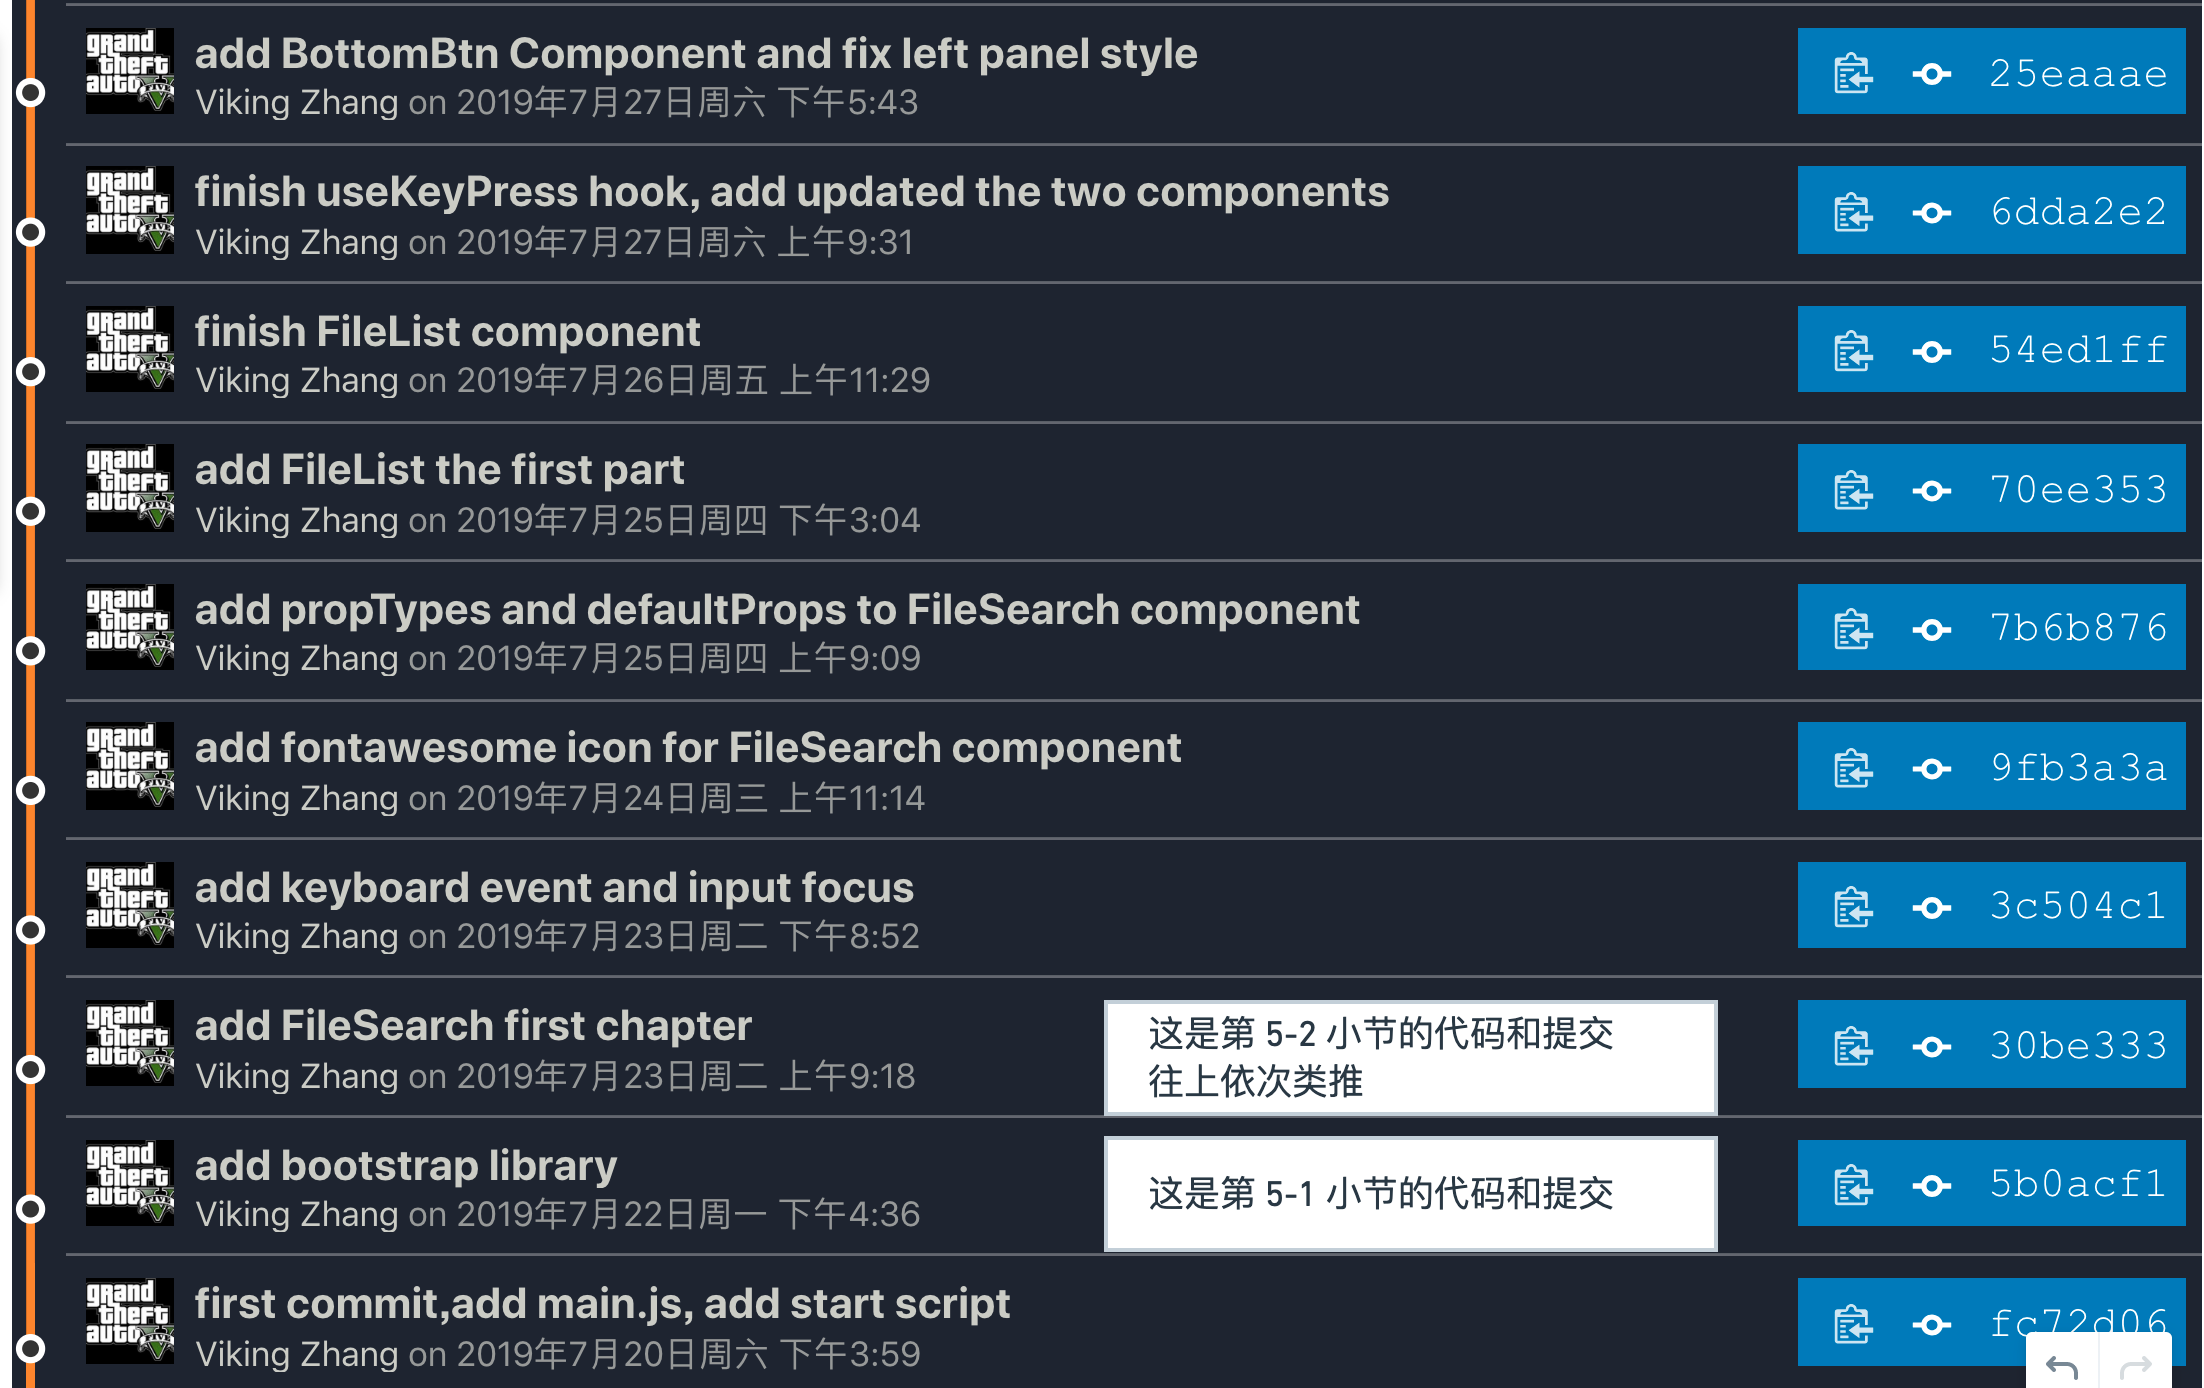 grand theft auto V
add BottomBtn Component and fix left panel style
25eaaae
Viking Zhang on 2019年7月27日周六 下午5:43
grand theft auto V
finish useKeyPress hook, add updated the two components
6dda2e2
Viking Zhang on 2019年7月27日周六 上午9:31
grand theft auto V
finish FileList component
54ed1ff
Viking Zhang on 2019年7月26日周五 上午11:29
grand theft auto V
add FileList the first part
70ee353
Viking Zhang on 2019年7月25日周四 下午3:04
grand theft auto V
add propTypes and defaultProps to FileSearch component
7b6b876
Viking Zhang on 2019年7月25日周四 上午9:09
grand theft auto V
add fontawesome icon for FileSearch component
9fb3a3a
Viking Zhang on 2019年7月24日周三 上午11:14
grand theft auto V
add keyboard event and input focus
3c504c1
Viking Zhang on 2019年7月23日周二 下午8:52
grand theft auto V
add FileSearch first chapter
这是第 5-2 小节的代码和提交
往上依次类推
30be333
Viking Zhang on 2019年7月23日周二 上午9:18
grand theft auto V
add bootstrap library
这是第 5-1 小节的代码和提交
5b0acf1
Viking Zhang on 2019年7月22日周一 下午4:36
grand theft auto V
first commit,add main.js, add start script
fc72d06
Viking Zhang on 2019年7月20日周六 下午3:59